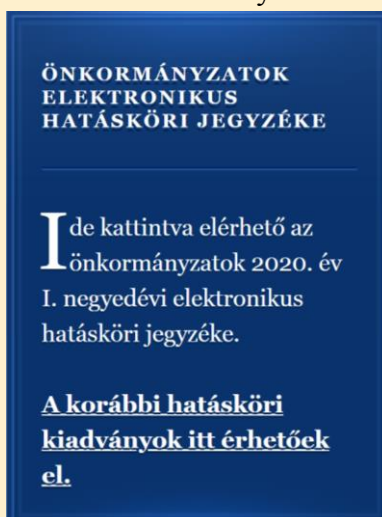 ÖNKORMÁNYZATOK
ELEKTRONIKUS
HATÁSKÖRI JEGYZÉKE
Ide kattintva elérhető az
önkormányzatok 2020. év
I. negyedévi elektronikus
hatásköri jegyzéke.
A korábbi hatásköri
kiadványok itt érhetőek
el.